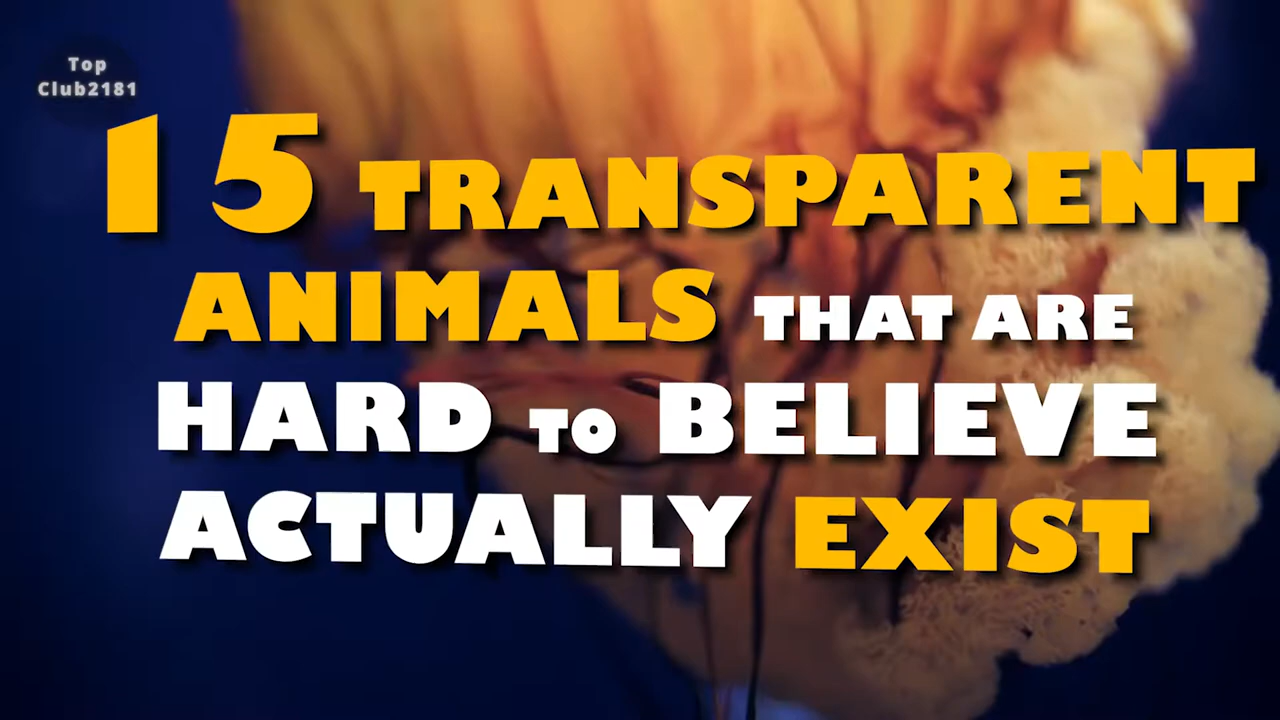 Top
Club2181
15 TRANSPARENT
ANIMALS THAT ARE
HARD TO BELIEVE
ACTUALLY EXIST